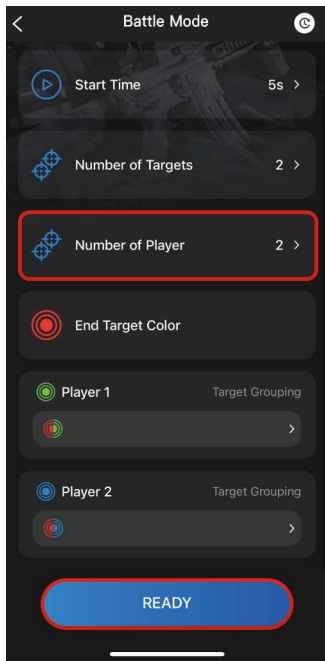 Battle Mode
Start Time 5s
Number of Targets 2
Number of Player 2
End Target Color
Player 1 Target Grouping
Player 2 Target Grouping
READY